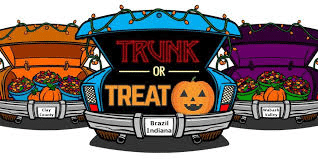 TRUNK
OR
TREAT
Clay
County
Brazil
Indiana
Wabash
Valley